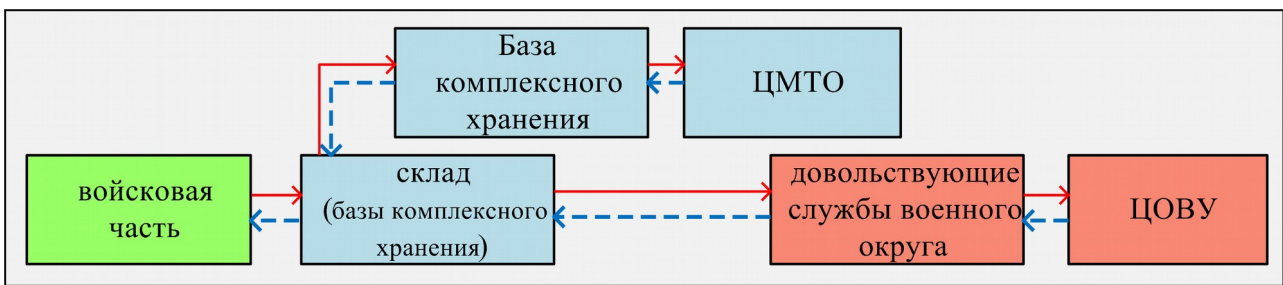 База
комплексного
хранения
ЦМТО
войсковая
часть
склад
(базы комплексного
хранения)
довольствующие
службы военного
округа
ЦОВУ